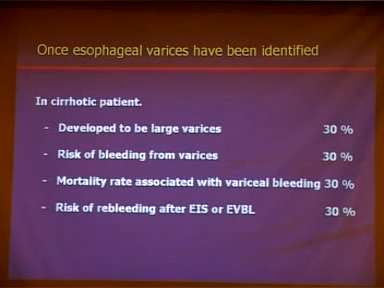 Once esophageal varices have been identified
In cirrhotic patient.
- Developed to be large varices 30 %
- Risk of bleeding from varices 30 %
- Mortality rate associated with variceal bleeding 30 %
- Risk of rebleeding after EIS or EVBL 30 %